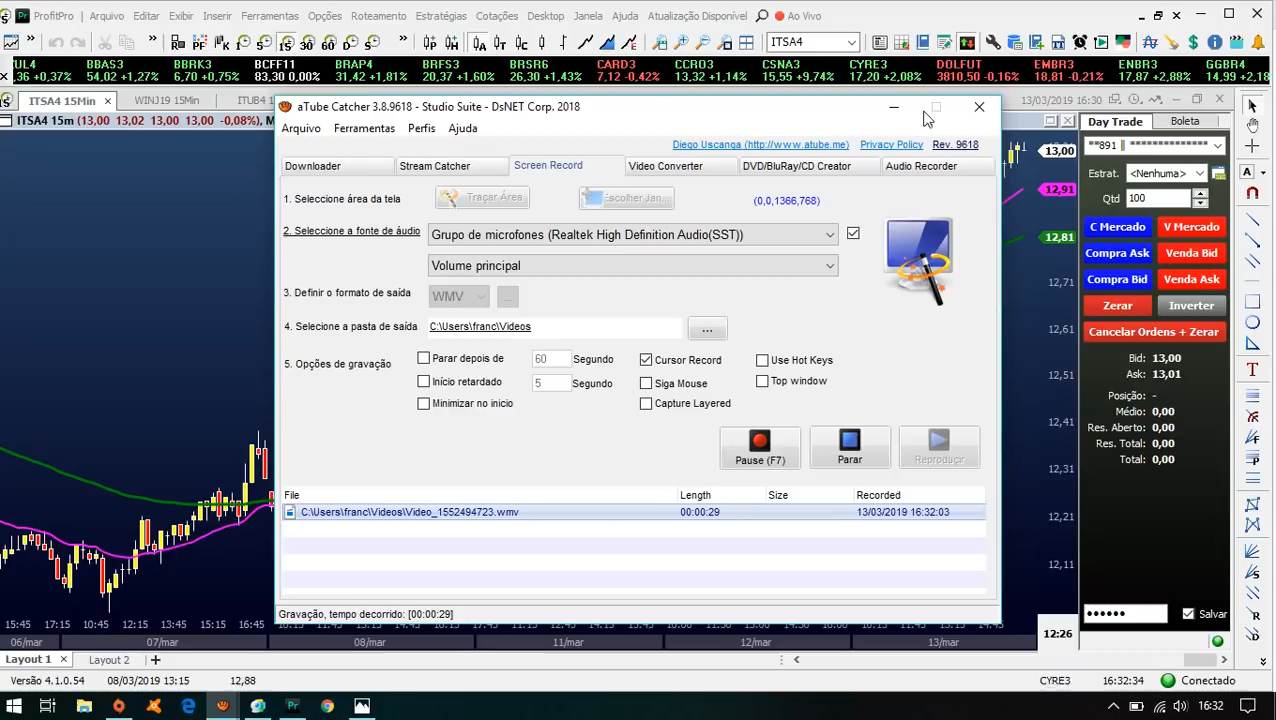 ProfitPro Arquivo Editar Exibir Inserir Ferramentas Opções Roteamento Estratégias Cotações Desktop Janela Ajuda Atualização Disponível Ao Vivo
ITSA4
BBAS3 BBRK3 BCFF11 BRAP4 BRFS3 BRSR6 CARD3 CCRO3 CSNA3 CYRE3 DOLFUT EMBR3 ENBR3 GGBR4
+0,37% 54,02 +1,27% 6,70 +0,75% 83,30 0,00% 31,42 +1,81% 20,37 +1,60% 26,30 +1,43% 7,12 -0,42% 13,32 +1,14% 15,55 +9,74% 17,20 +2,08% 3810,50 -0,16% 18,81 -0,21% 17,87 +2,88% 14,99 +2,18
ITSA4 15Min WINJ19 15Min 13/03/2019 16:30
ITSA4 15m (13,00 13,02 13,00 13,00 -0,08%)
aTube Catcher 3.8.9618 - Studio Suite - DsNET Corp. 2018
Arquivo Ferramentas Perfis Ajuda
Diego Uscanga (http://www.atube.me) Privacy Policy Rev. 9618
Downloader Stream Catcher Screen Record Video Converter DVD/BluRay/CD Creator Audio Recorder
1. Seleccione área da tela Traçar Área Escolher Jan... (0,0,1366,768)
2. Seleccione a fonte de áudio Grupo de microfones (Realtek High Definition Audio(SST))
Volume principal
3. Definir o formato de saída WMV ...
4. Selecione a pasta de saída C:\Users\franc\Videos ...
5. Opções de gravação Parar depois de 60 Segundo Cursor Record Use Hot Keys
Início retardado 5 Segundo Siga Mouse Top window
Minimizar no inicio Capture Layered
Pause (F7) Parar Reproduçir
File Length Size Recorded
C:\Users\franc\Videos\Video_1552494723.wmv 00:00:29 13/03/2019 16:32:03
Gravação, tempo decorrido: [00:00:29]
13,00
12,91
12,81
12,71
12,61
12,51
12,41
12,31
12,21
12,11
Day Trade Boleta
**891 || **************
Estrat. <Nenhuma>
Qtd 100
C Mercado V Mercado
Compra Ask Venda Bid
Compra Bid Venda Ask
Zerar Inverter
Cancelar Ordens + Zerar
Bid: 13,00
Ask: 13,01
Posição: -
Médio: 0,00
Res. Aberto: 0,00
Res. Total: 0,00
Total: 0,00
•••••• Salvar
15:45 10:45 12:15 13:45 15:15 16:45
12:26
06/mar 07/mar 08/mar 11/mar 12/mar 13/mar
Layout 1 Layout 2
Versão 4.1.0.54 08/03/2019 13:15 12,88 CYRE3 16:32:34 Conectado
16:32